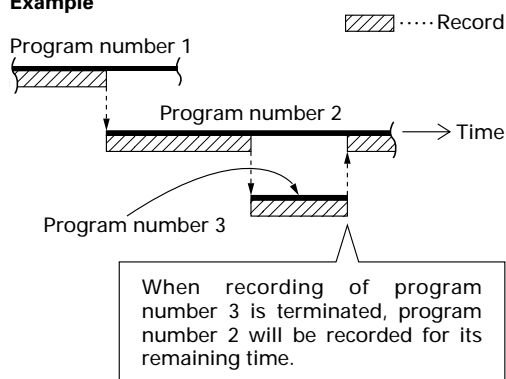 Example
·····Record
Program number 1
Program number 2
Time
Program number 3
When recording of program
number 3 is terminated, program
number 2 will be recorded for its
remaining time.